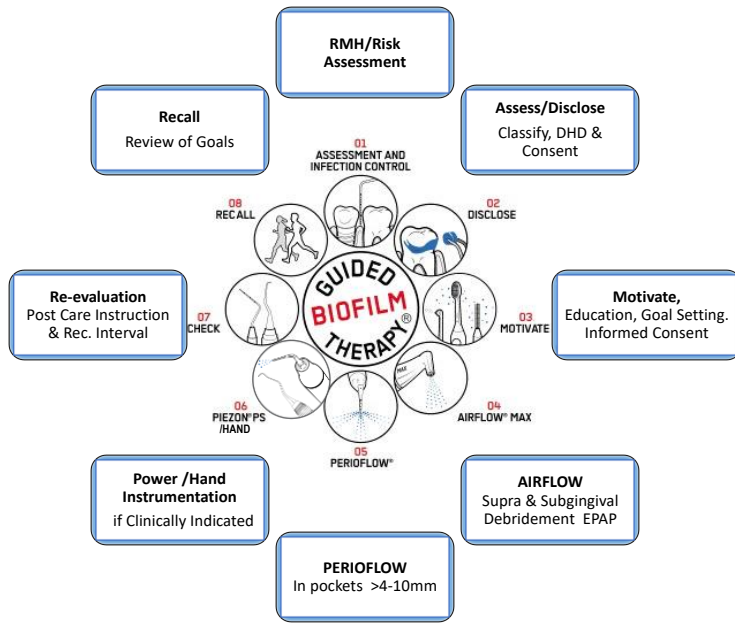 RMH/Risk
Assessment
Assess/Disclose
Classify, DHD &
Consent
Motivate,
Education, Goal Setting.
Informed Consent
AIRFLOW
Supra & Subgingival
Debridement EPAP
PERIOFLOW
In pockets >4-10mm
Power /Hand
Instrumentation
if Clinically Indicated
Re-evaluation
Post Care Instruction
& Rec. Interval
Recall
Review of Goals
01
ASSESSMENT AND
INFECTION CONTROL
02
DISCLOSE
03
MOTIVATE
04
AIRFLOW® MAX
MAX
05
PERIOFLOW®
06
PIEZON® PS
/HAND
07
CHECK
08
RECALL
GUIDED
BIOFILM
THERAPY®